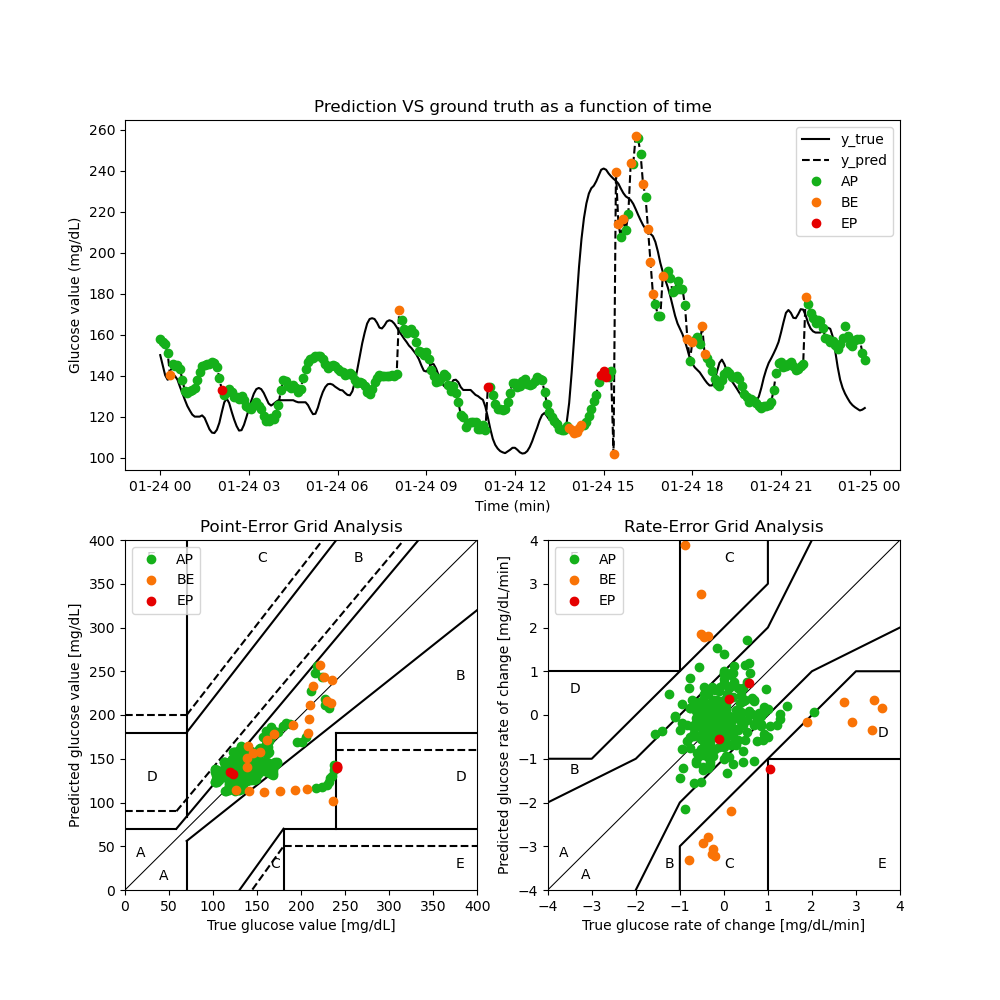 Prediction VS ground truth as a function of time
Glucose value (mg/dL)
260
240
220
200
180
160
140
120
100
y_true
y_pred
AP
BE
EP
01-24 00 01-24 03 01-24 06 01-24 09 01-24 12 01-24 15 01-24 18 01-24 21 01-25 00
Time (min)
Point-Error Grid Analysis
Predicted glucose value [mg/dL]
400
350
300
250
200
150
100
50
0
AP
BE
EP
C B
B
D D
A
A
C E
0 50 100 150 200 250 300 350 400
True glucose value [mg/dL]
Rate-Error Grid Analysis
Predicted glucose rate of change [mg/dL/min]
4
3
2
1
0
−1
−2
−3
−4
AP
BE
EP
C
D
D
B
A
A
B C E
−4 −3 −2 −1 0 1 2 3 4
True glucose rate of change [mg/dL/min]